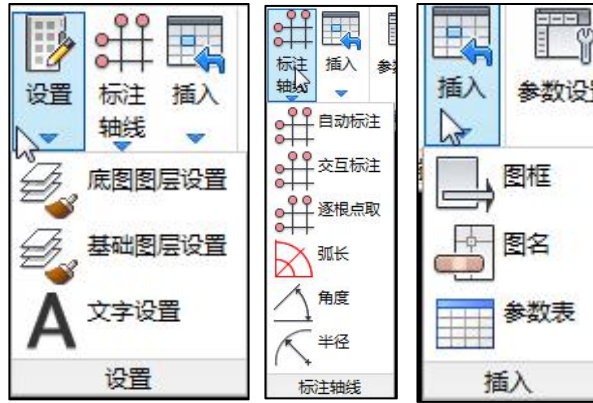 设置
标注
轴线
插入
底图图层设置
基础图层设置
文字设置
设置
标注
轴线
插入
自动标注
交互标注
逐根点取
弧长
角度
半径
标注轴线
插入
参数设
图框
图名
参数表
插入